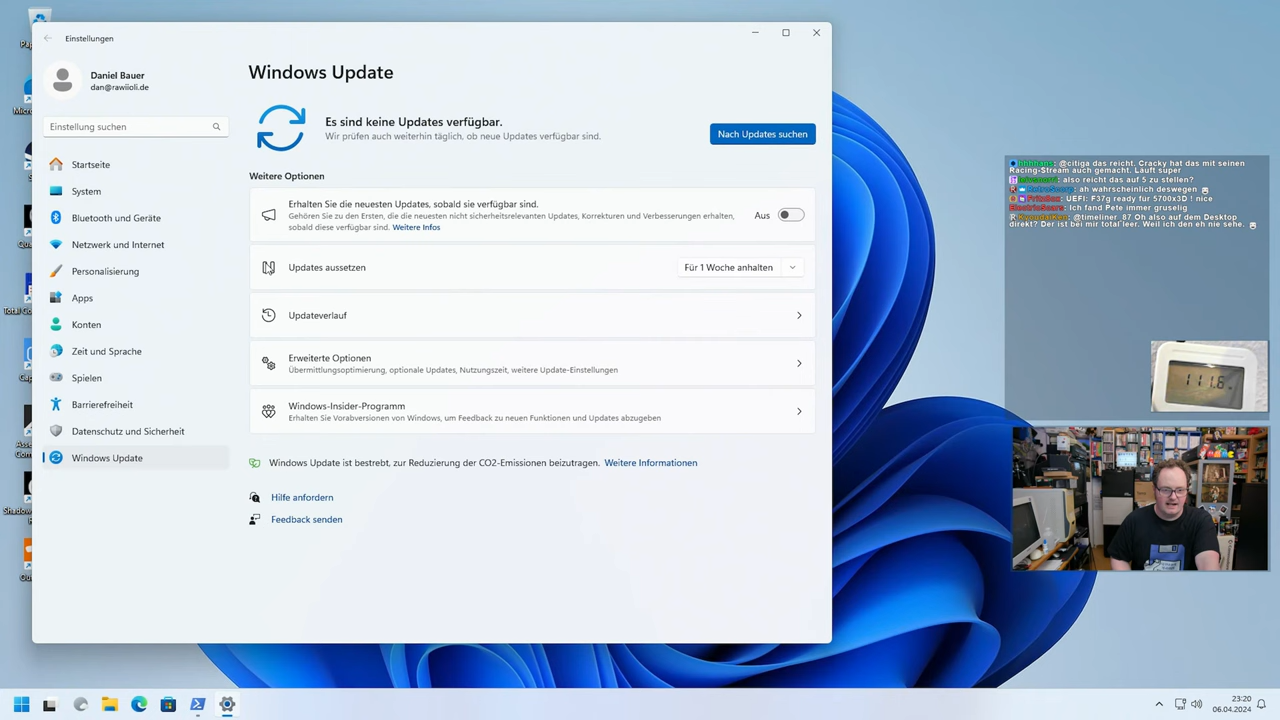 Einstellungen
Daniel Bauer
dan@rawiioli.de
Einstellung suchen
Startseite
System
Bluetooth und Geräte
Netzwerk und Internet
Personalisierung
Apps
Konten
Zeit und Sprache
Spielen
Barrierefreiheit
Datenschutz und Sicherheit
Windows Update
Windows Update
Es sind keine Updates verfügbar.
Wir prüfen auch weiterhin täglich, ob neue Updates verfügbar sind.
Nach Updates suchen
Weitere Optionen
Erhalten Sie die neuesten Updates, sobald sie verfügbar sind.
Gehören Sie zu den Ersten, die die neuesten nicht sicherheitsrelevanten Updates, Korrekturen und Verbesserungen erhalten,
sobald diese verfügbar sind. Weitere Infos
Aus
Updates aussetzen
Für 1 Woche anhalten
Updateverlauf
Erweiterte Optionen
Übermittlungsoptimierung, optionale Updates, Nutzungszeit, weitere Update-Einstellungen
Windows-Insider-Programm
Erhalten Sie Vorabversionen von Windows, um Feedback zu neuen Funktionen und Updates abzugeben
Windows Update ist bestrebt, zur Reduzierung der CO2-Emissionen beizutragen. Weitere Informationen
Hilfe anfordern
Feedback senden
: @citiga das reicht. Cracky hat das mit seinen
Racing-Stream auch gemacht. Läuft super
: also reicht das auf 5 zu stellen?
RetroScorp: ah wahrscheinlich deswegen
: UEFI: F37g ready für 5700x3D ! nice
ElectricSears: Ich fand Pete immer gruselig
: @timeliner_87 Oh also auf dem Desktop
direkt? Der ist bei mir total leer. Weil ich den eh nie sehe.
111.8
23:20
06.04.2024